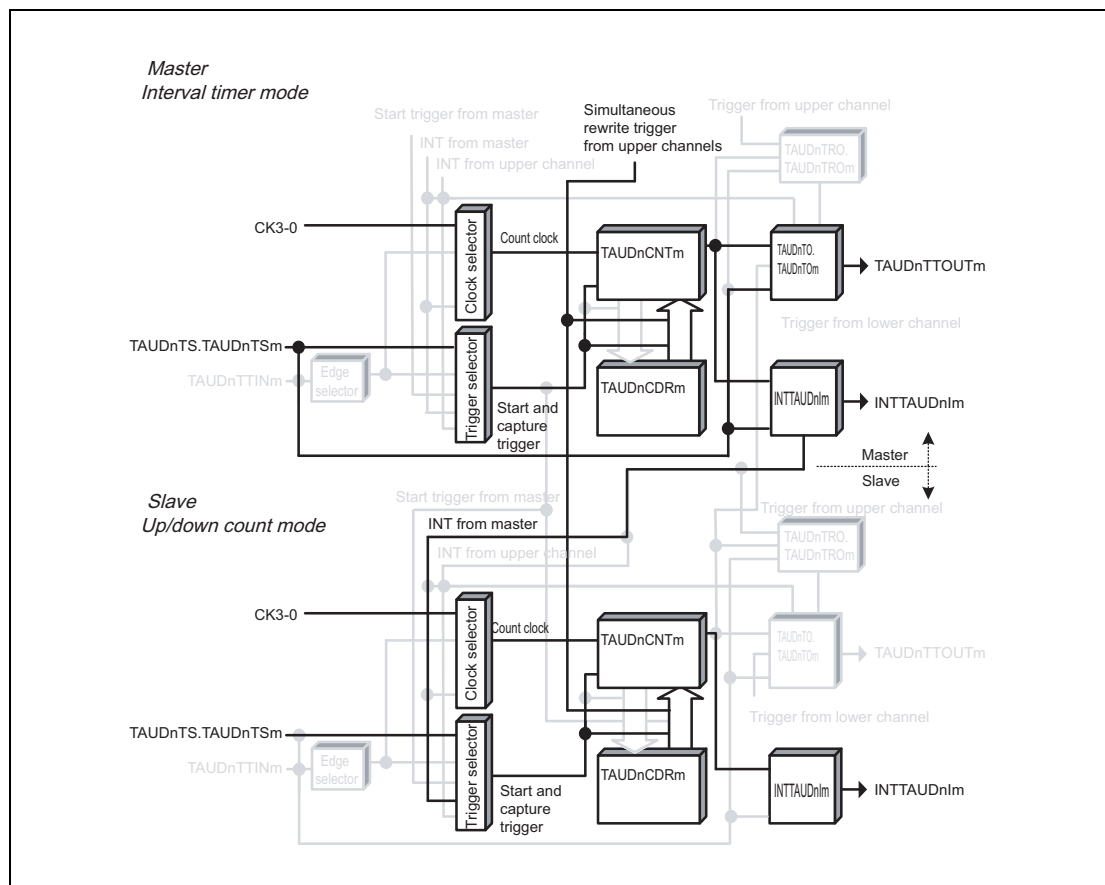 Master
Interval timer mode
Start trigger from master
INT from master
INT from upper channel
Simultaneous
rewrite trigger
from upper channels
Trigger from upper channel
TAUDnTRO.
TAUDnTROm
CK3-0
Clock selector
Count clock
TAUDnCNTm
TAUDnTO.
TAUDnTOm
TAUDnTTOUTm
Trigger from lower channel
TAUDnTS.TAUDnTSm
TAUDnTTINm
Edge
selector
Trigger selector
Start and
capture
trigger
TAUDnCDRm
INTTAUDnIm
INTTAUDnIm
Master
Slave
Slave
Up/down count mode
Start trigger from master
INT from master
INT from upper channel
Trigger from upper channel
TAUDnTRO.
TAUDnTROm
CK3-0
Clock selector
Count clock
TAUDnCNTm
TAUDnTO.
TAUDnTOm
TAUDnTTOUTm
Trigger from lower channel
TAUDnTS.TAUDnTSm
TAUDnTTINm
Edge
selector
Trigger selector
Start and
capture
trigger
TAUDnCDRm
INTTAUDnIm
INTTAUDnIm